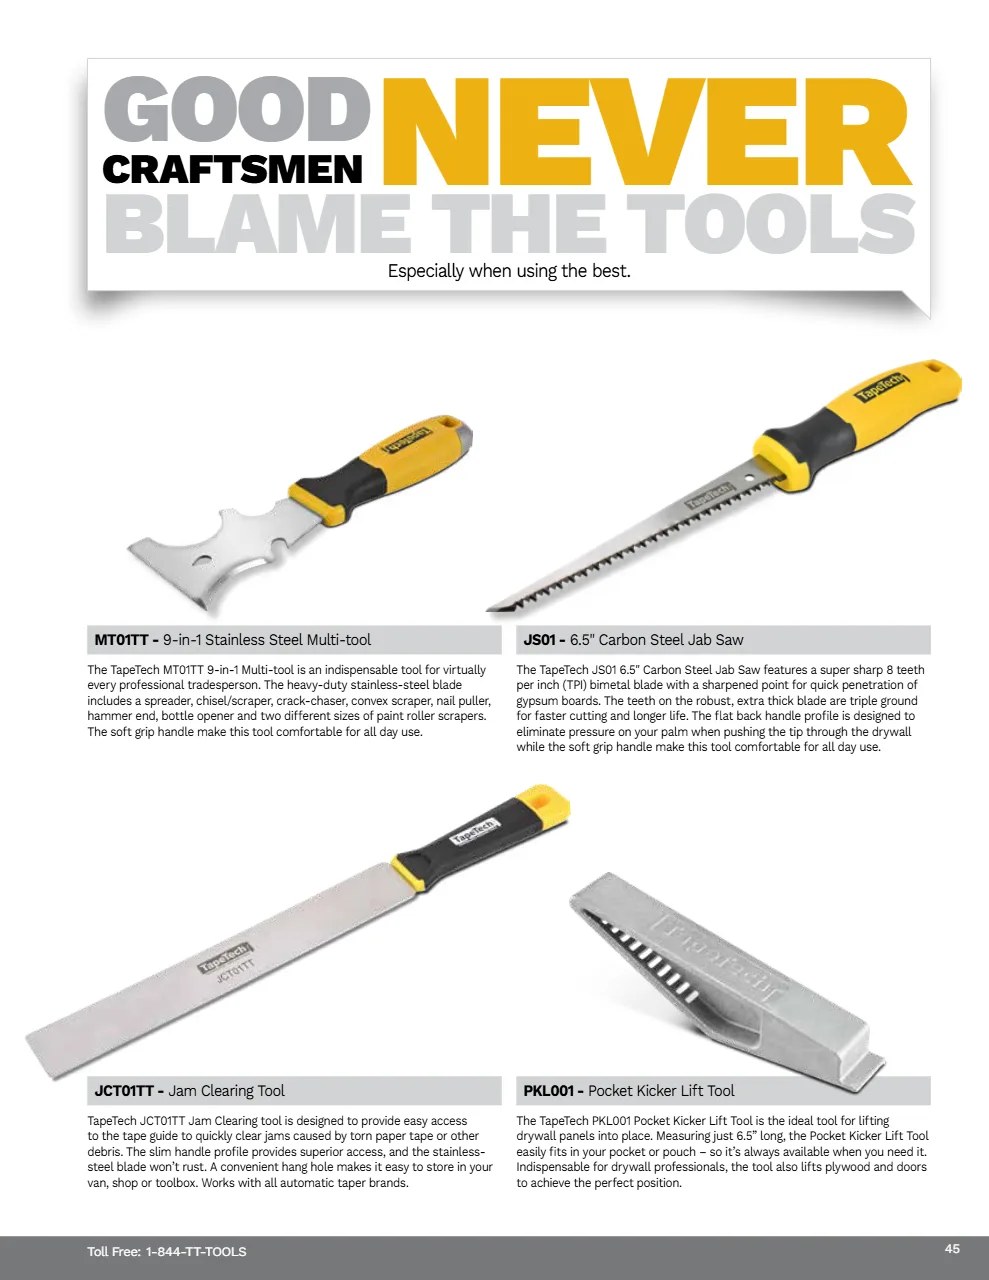 GOOD
CRAFTSMEN
NEVER
BLAME THE TOOLS
Especially when using the best.
TapeTech
TapeTech
TapeTech
MT01TT - 9-in-1 Stainless Steel Multi-tool
The TapeTech MT01TT 9-in-1 Multi-tool is an indispensable tool for virtually
every professional tradesperson. The heavy-duty stainless-steel blade
includes a spreader, chisel/scraper, crack-chaser, convex scraper, nail puller,
hammer end, bottle opener and two different sizes of paint roller scrapers.
The soft grip handle make this tool comfortable for all day use.
JS01 - 6.5" Carbon Steel Jab Saw
The TapeTech JS01 6.5" Carbon Steel Jab Saw features a super sharp 8 teeth
per inch (TPI) bimetal blade with a sharpened point for quick penetration of
gypsum boards. The teeth on the robust, extra thick blade are triple ground
for faster cutting and longer life. The flat back handle profile is designed to
eliminate pressure on your palm when pushing the tip through the drywall
while the soft grip handle make this tool comfortable for all day use.
TapeTech
TapeTech
JCT01TT
TapeTech
JCT01TT - Jam Clearing Tool
TapeTech JCT01TT Jam Clearing tool is designed to provide easy access
to the tape guide to quickly clear jams caused by torn paper tape or other
debris. The slim handle profile provides superior access, and the stainless-
steel blade won't rust. A convenient hang hole makes it easy to store in your
van, shop or toolbox. Works with all automatic taper brands.
PKL001 - Pocket Kicker Lift Tool
The TapeTech PKL001 Pocket Kicker Lift Tool is the ideal tool for lifting
drywall panels into place. Measuring just 6.5” long, the Pocket Kicker Lift Tool
easily fits in your pocket or pouch – so it's always available when you need it.
Indispensable for drywall professionals, the tool also lifts plywood and doors
to achieve the perfect position.
Toll Free: 1-844-TT-TOOLS
45